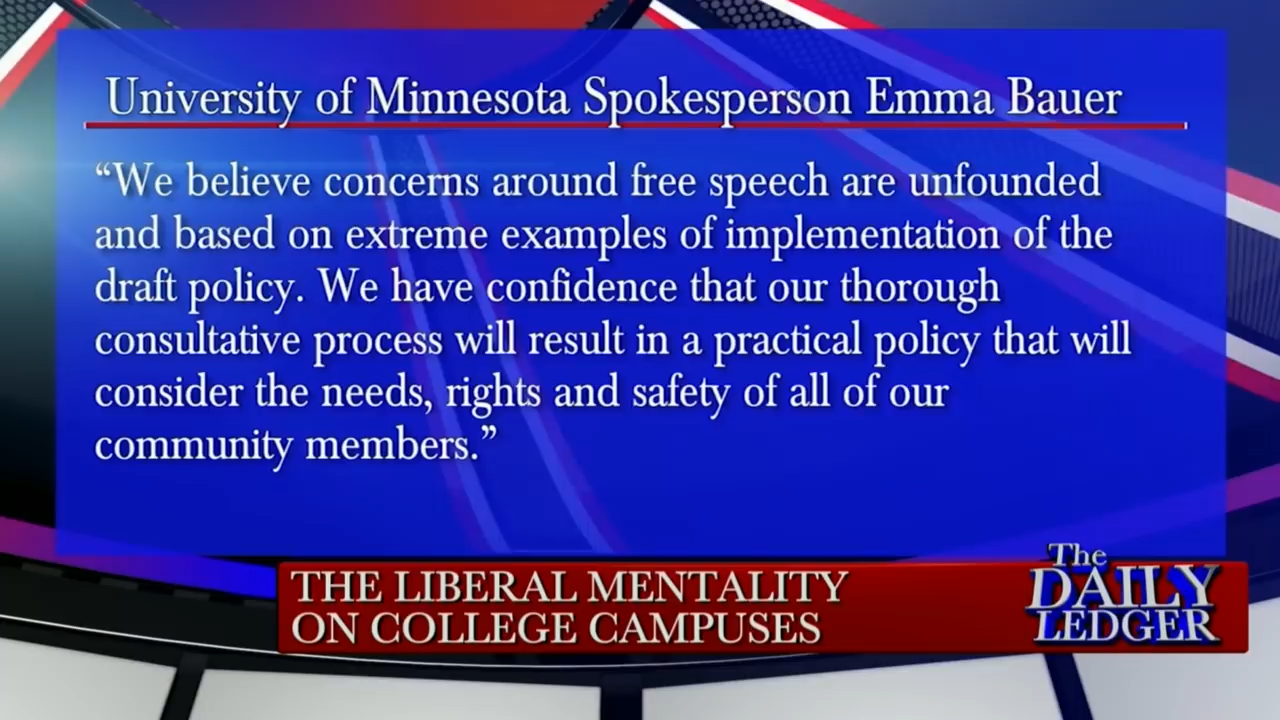 University of Minnesota Spokesperson Emma Bauer
“We believe concerns around free speech are unfounded
and based on extreme examples of implementation of the
draft policy. We have confidence that our thorough
consultative process will result in a practical policy that will
consider the needs, rights and safety of all of our
community members.”
THE LIBERAL MENTALITY
ON COLLEGE CAMPUSES
The
DAILY
LEDGER